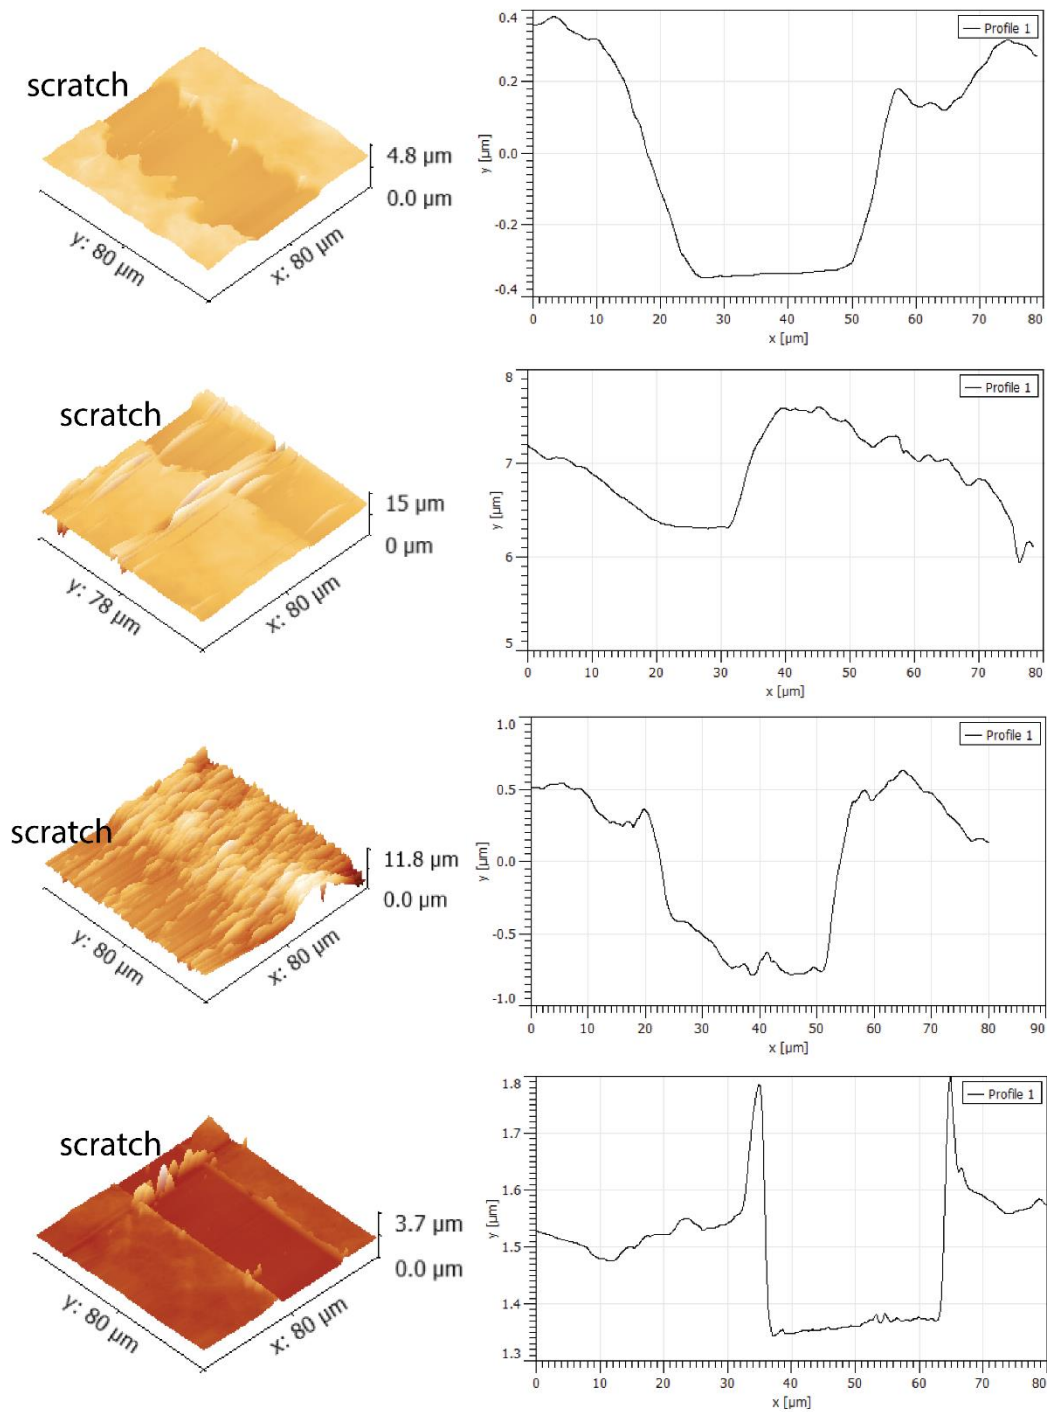 scratch
4.8 µm
0.0 µm
y: 80 µm
x: 80 µm
0.4
0.2
0.0
-0.2
-0.4
y [µm]
Profile 1
0 10 20 30 40 50 60 70 80
x [µm]
scratch
15 µm
0 µm
y: 78 µm
x: 80 µm
8
7
6
5
y [µm]
Profile 1
0 10 20 30 40 50 60 70 80
x [µm]
scratch
11.8 µm
0.0 µm
y: 80 µm
x: 80 µm
1.0
0.5
0.0
-0.5
-1.0
y [µm]
Profile 1
0 10 20 30 40 50 60 70 80 90
x [µm]
scratch
3.7 µm
0.0 µm
y: 80 µm
x: 80 µm
1.8
1.7
1.6
1.5
1.4
1.3
y [µm]
Profile 1
0 10 20 30 40 50 60 70 80
x [µm]